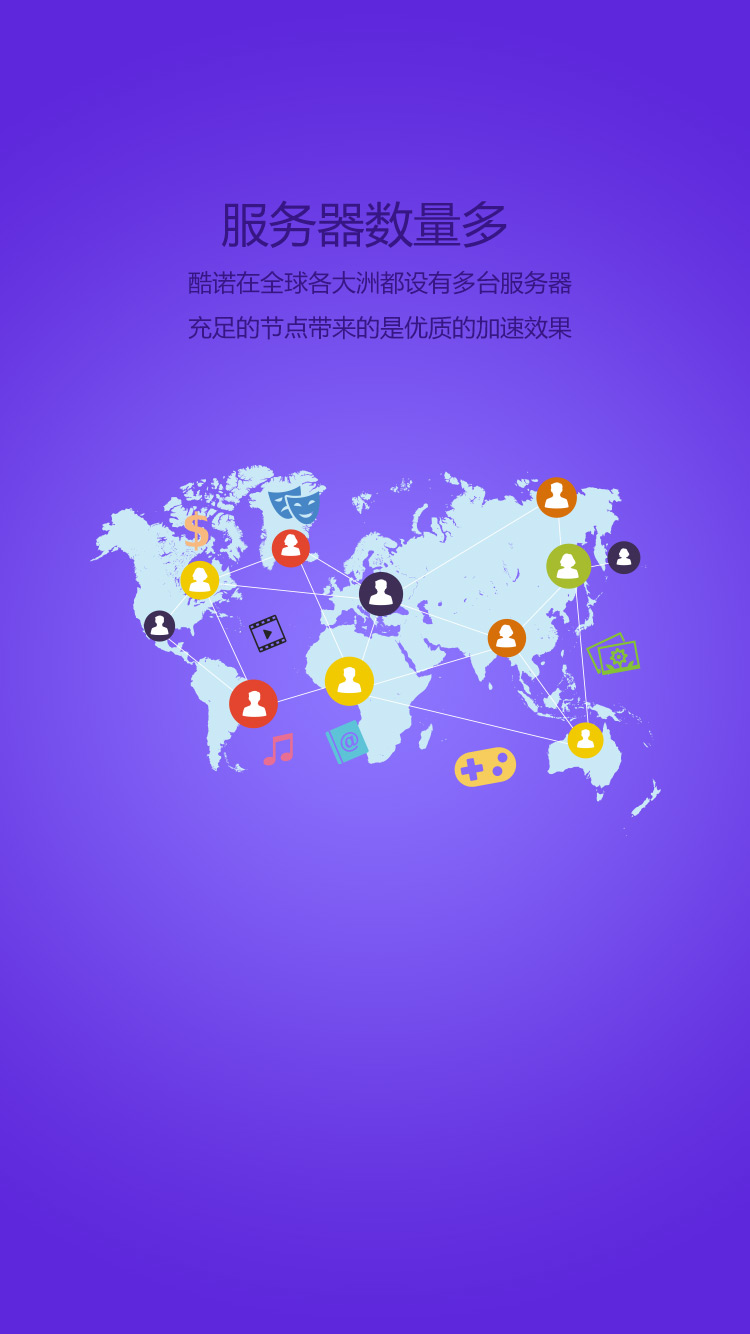 服务器数量多
酷诺在全球各大洲都设有多台服务器
充足的节点带来的是优质的加速效果